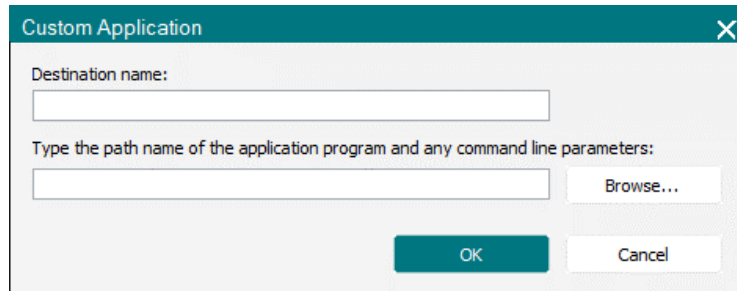 Custom Application
Destination name:
Type the path name of the application program and any command line parameters:
Browse...
OK
Cancel